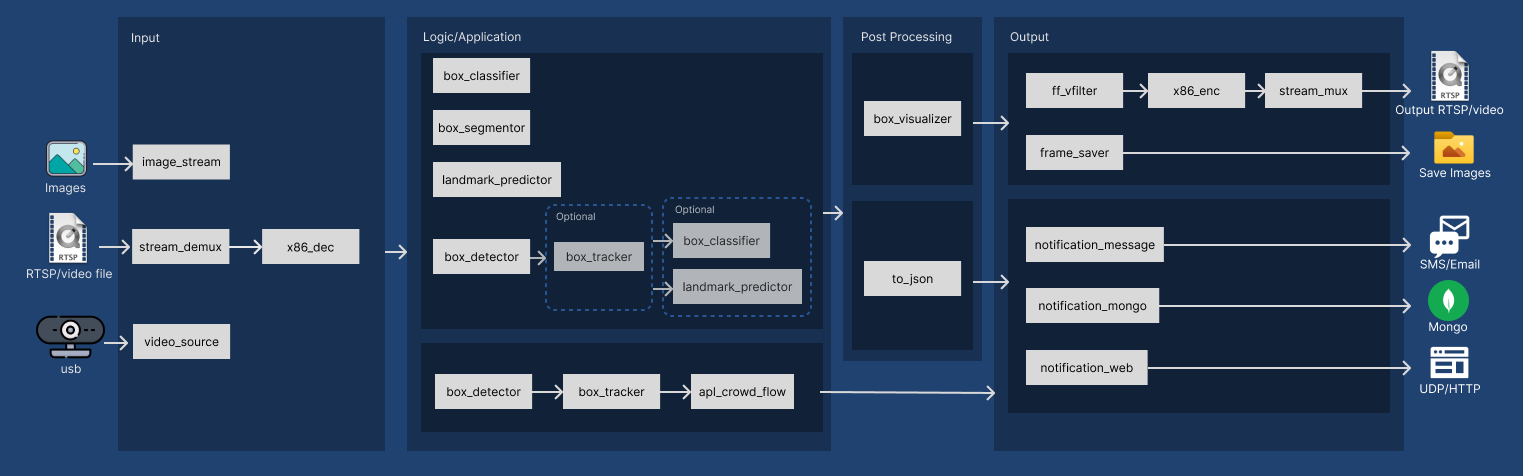 Input
Logic/Application
Post Processing
Output
Images
image_stream
RTSP
RTSP/video file
stream_demux
x86_dec
usb
video_source
box_classifier
box_segmentor
landmark_predictor
box_detector
Optional
box_tracker
Optional
box_classifier
landmark_predictor
box_detector
box_tracker
apl_crowd_flow
box_visualizer
to_json
ff_vfilter
x86_enc
stream_mux
frame_saver
notification_message
notification_mongo
notification_web
RTSP
Output RTSP/video
Save Images
SMS/Email
Mongo
UDP/HTTP